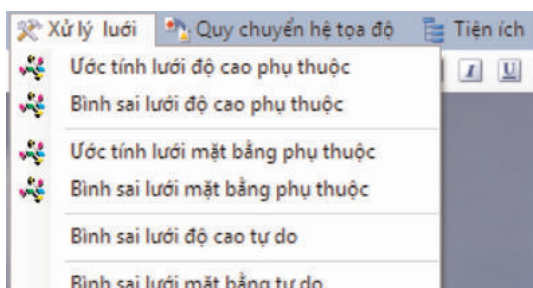 Xử lý luới Quy chuyển hệ tọa độ Tiện ích
Ước tính lưới độ cao phụ thuộc
I U
Bình sai lưới độ cao phụ thuộc
Ước tính lưới mặt bằng phụ thuộc
Bình sai lưới mặt bằng phụ thuộc
Bình sai lưới độ cao tự do
Bình sai lưới mặt bằng tự do